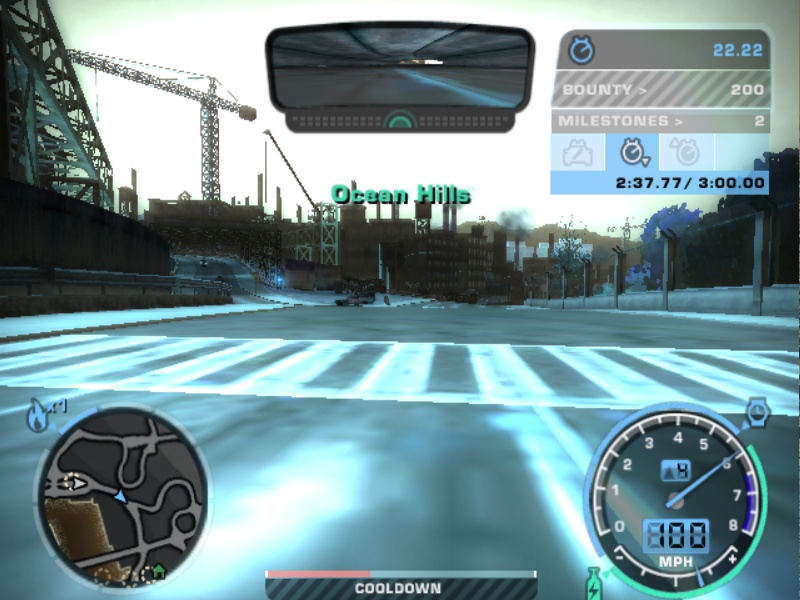 22.22
BOUNTY > 200
MILESTONES > 2
2:37.77/ 3:00.00
Ocean Hills
x1
0 1 2 3 4 5 6 7 8
4
100
MPH
COOLDOWN